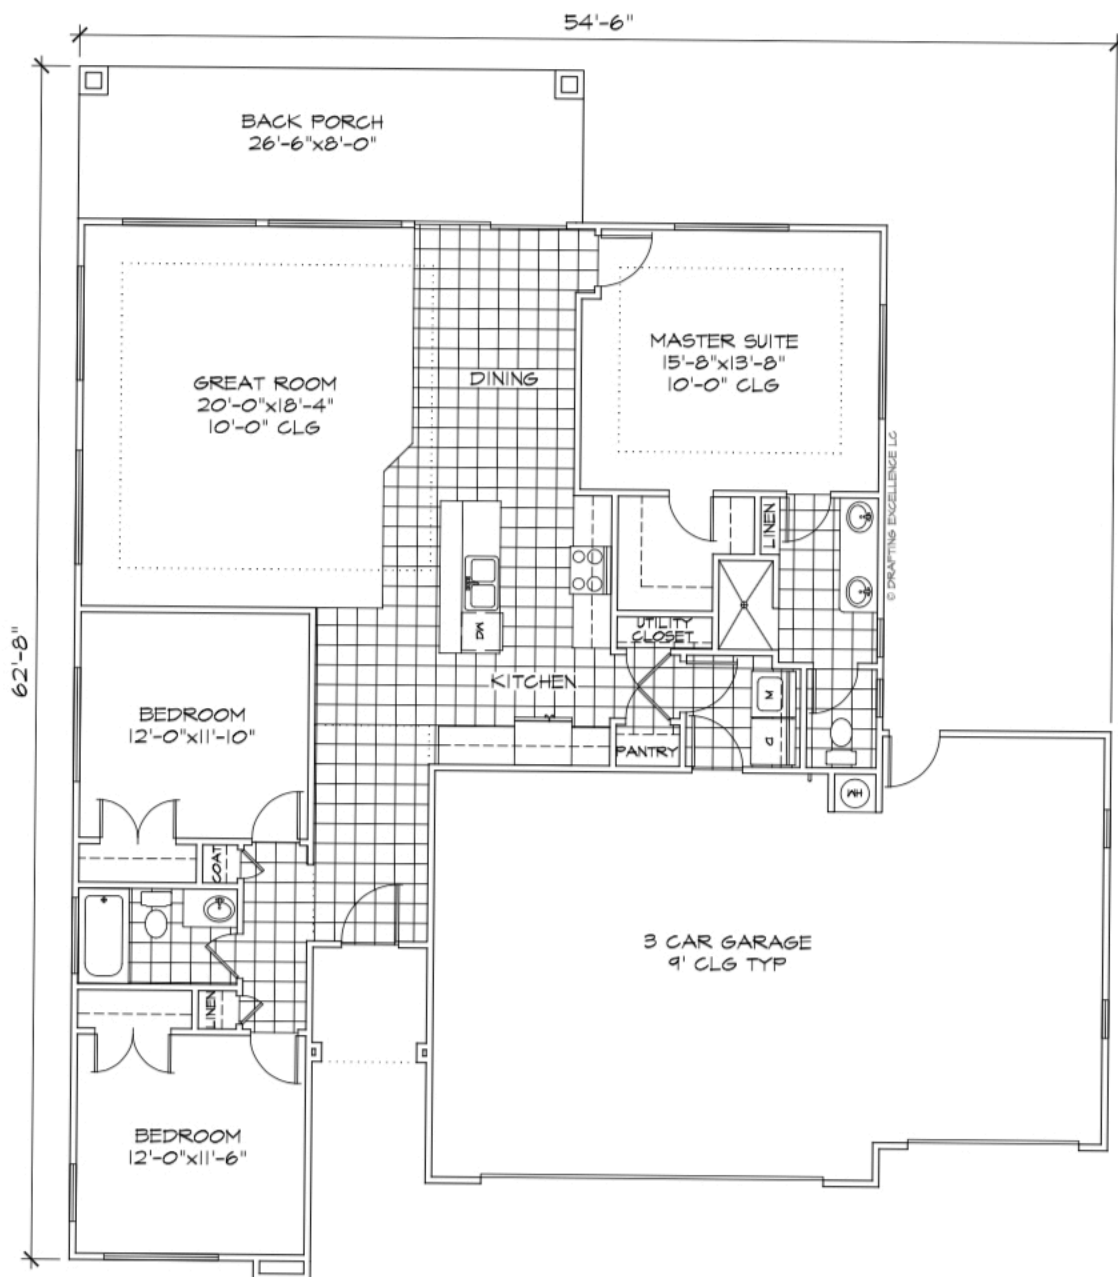 54'-6"
BACK PORCH
26'-6"x8'-0"
MASTER SUITE
15'-8"x13'-8"
10'-0" CLG
DINING
GREAT ROOM
20'-0"x18'-4"
10'-0" CLG
© DRAFTING EXCELLENCE LC
LINEN
UTILITY
CLOSET
62'-8"
KITCHEN
BEDROOM
12'-0"x11'-10"
PANTRY
W
D
HW
COAT
3 CAR GARAGE
9' CLG TYP
LINEN
BEDROOM
12'-0"x11'-6"